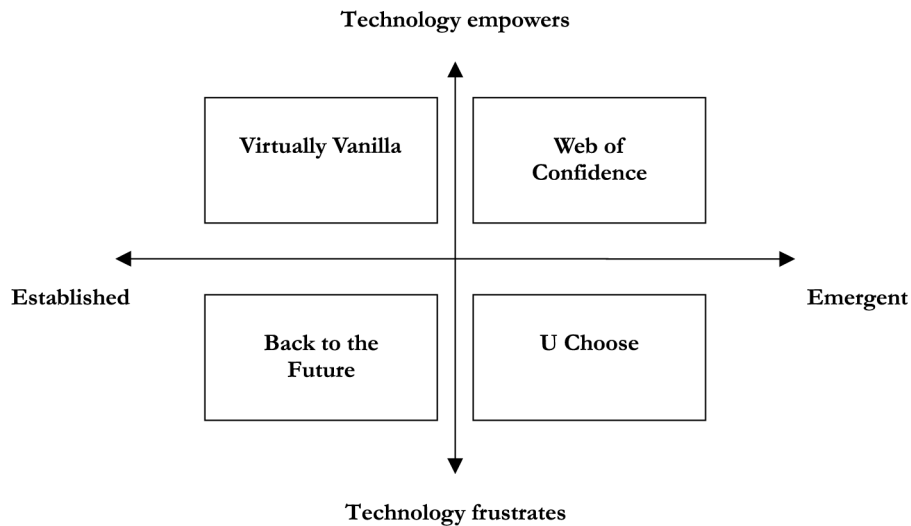 Technology empowers
Virtually Vanilla
Web of
Confidence
Established
Emergent
Back to the
Future
U Choose
Technology frustrates